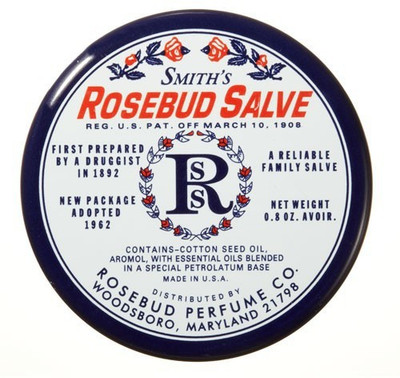 SMITH'S
ROSEBUD SALVE
REG. U.S. PAT. OFF MARCH 10, 1908
FIRST PREPARED
BY A DRUGGIST
IN 1892
NEW PACKAGE
ADOPTED
1962
R
S
S
A RELIABLE
FAMILY SALVE
NET WEIGHT
0.8 OZ. AVOIR.
CONTAINS-COTTON SEED OIL,
AROMOL, WITH ESSENTIAL OILS BLENDED
IN A SPECIAL PETROLATUM BASE
MADE IN U.S.A.
DISTRIBUTED BY
ROSEBUD PERFUME CO.
WOODSBORO, MARYLAND 21798